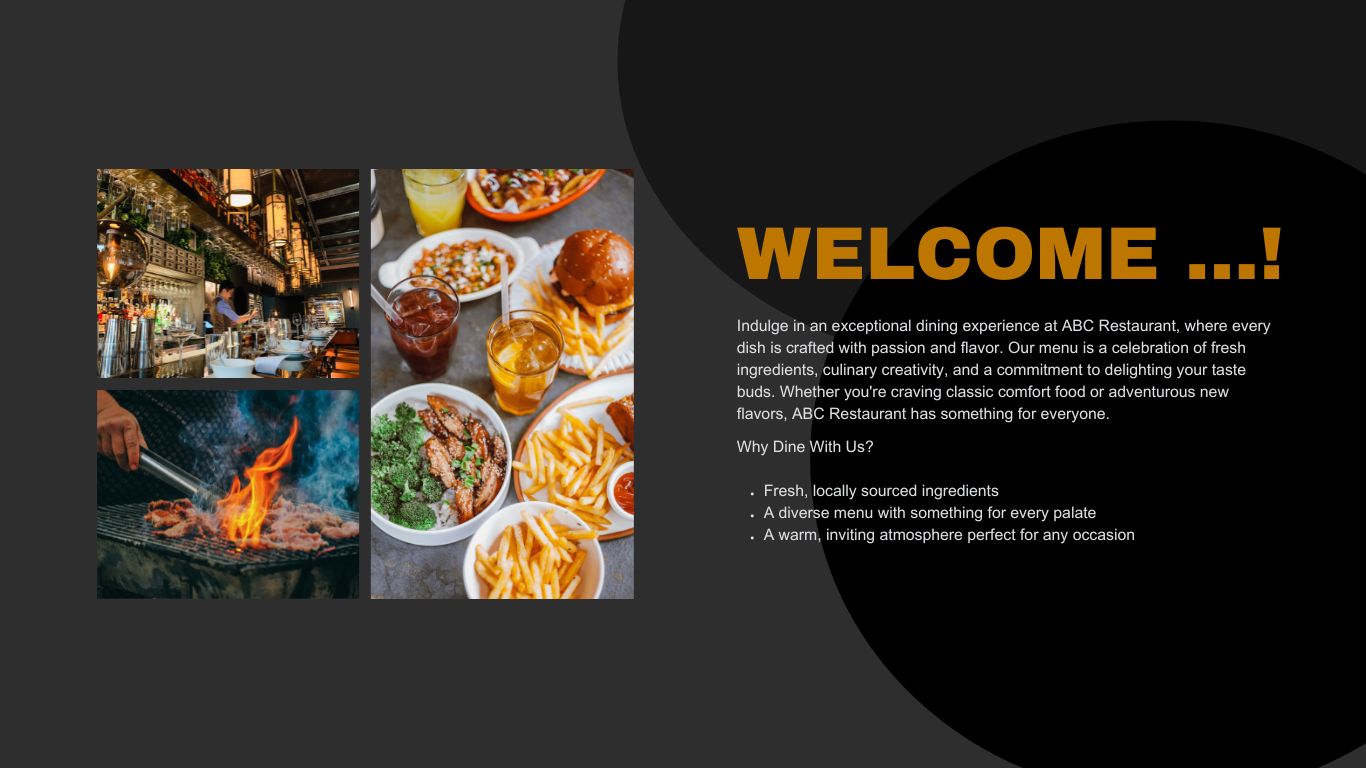 WELCOME ...!
Indulge in an exceptional dining experience at ABC Restaurant, where every
dish is crafted with passion and flavor. Our menu is a celebration of fresh
ingredients, culinary creativity, and a commitment to delighting your taste
buds. Whether you're craving classic comfort food or adventurous new
flavors, ABC Restaurant has something for everyone.
Why Dine With Us?
• Fresh, locally sourced ingredients
• A diverse menu with something for every palate
• A warm, inviting atmosphere perfect for any occasion